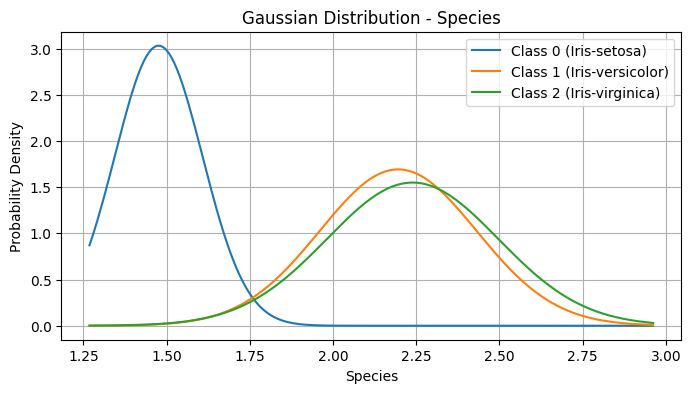 Gaussian Distribution - Species
Class 0 (Iris-setosa)
Class 1 (Iris-versicolor)
Class 2 (Iris-virginica)
Probability Density
3.0
2.5
2.0
1.5
1.0
0.5
0.0
1.25 1.50 1.75 2.00 2.25 2.50 2.75 3.00
Species